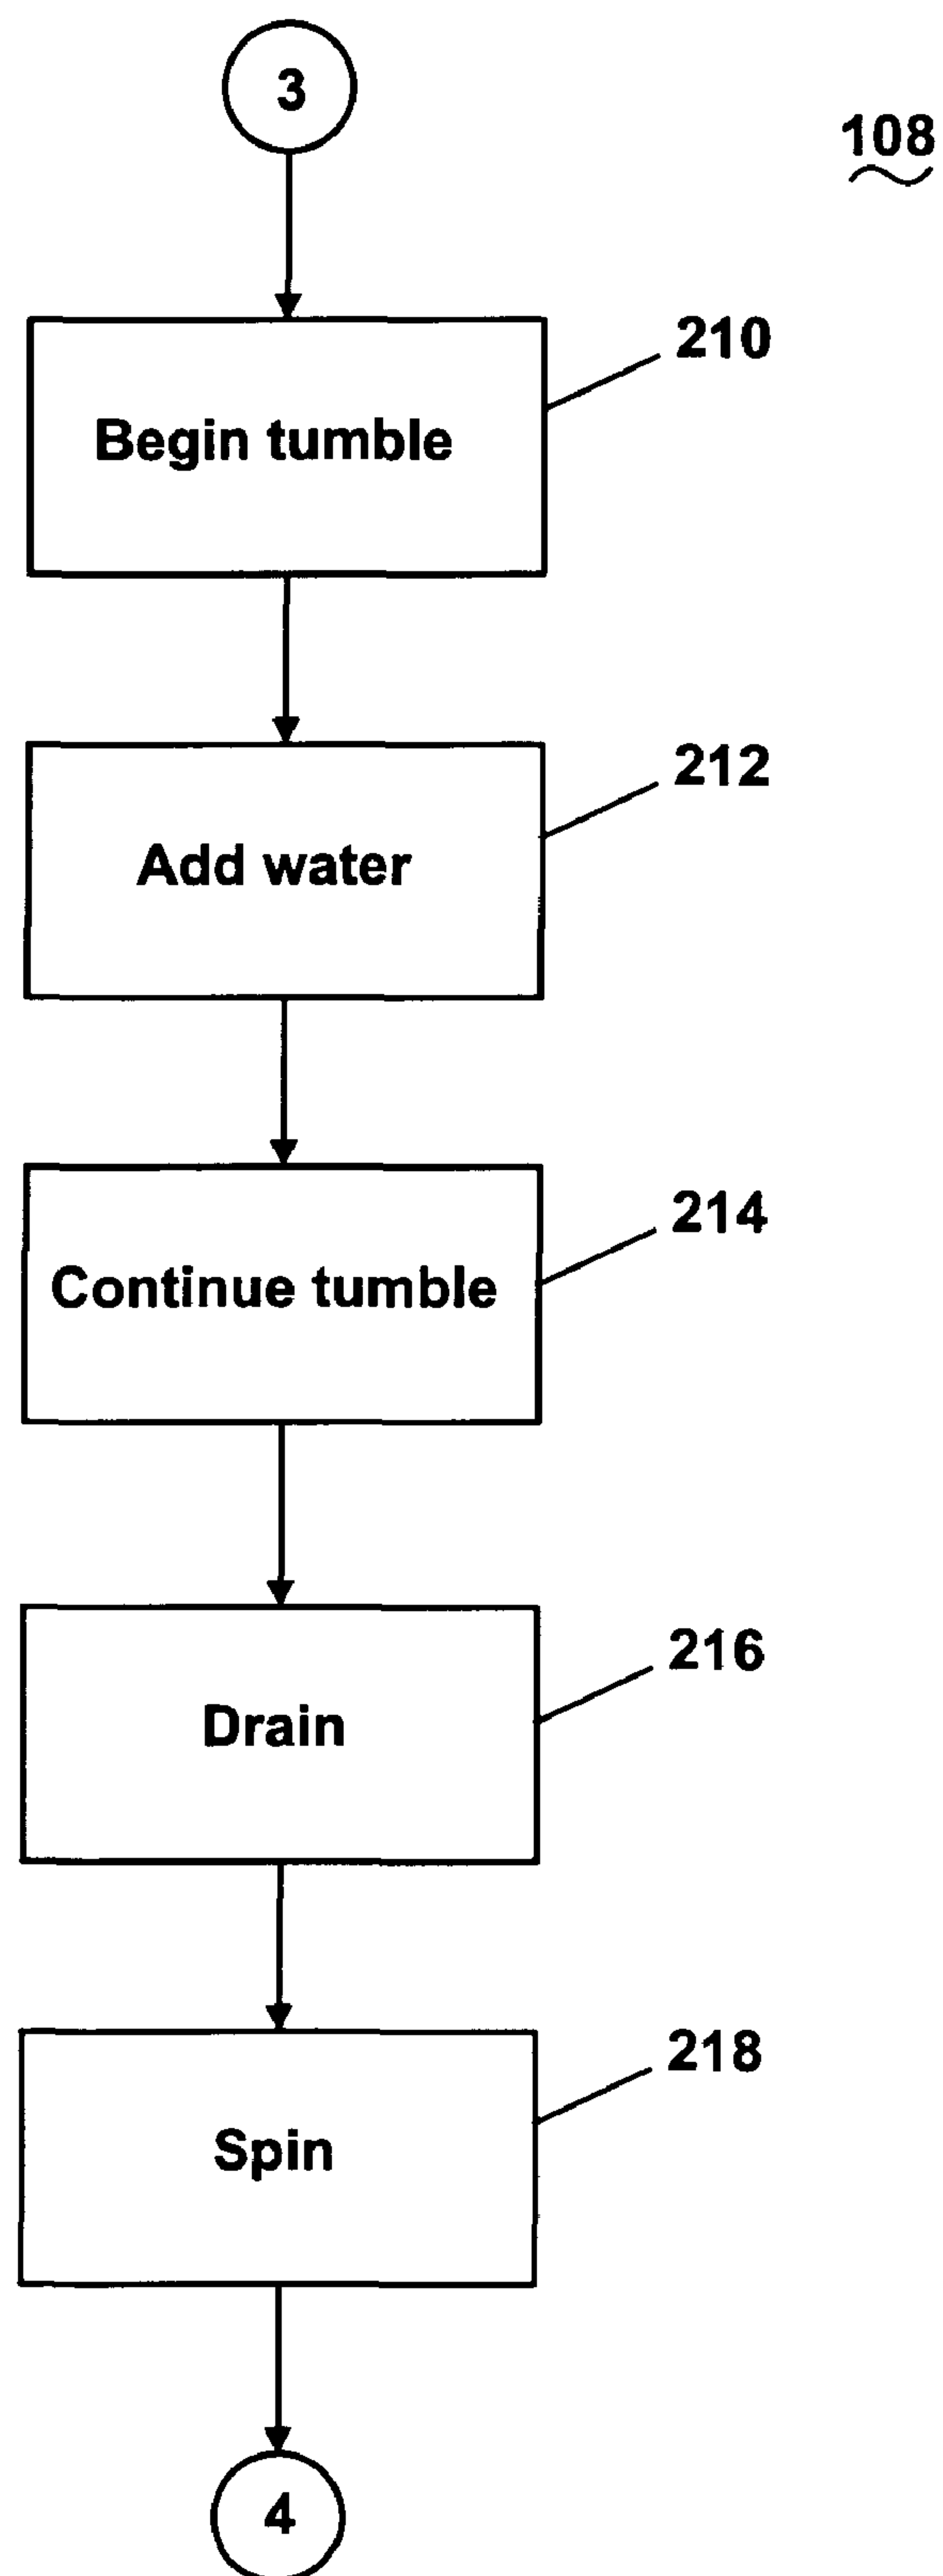 3
108
210
Begin tumble
212
Add water
214
Continue tumble
216
Drain
218
Spin
4